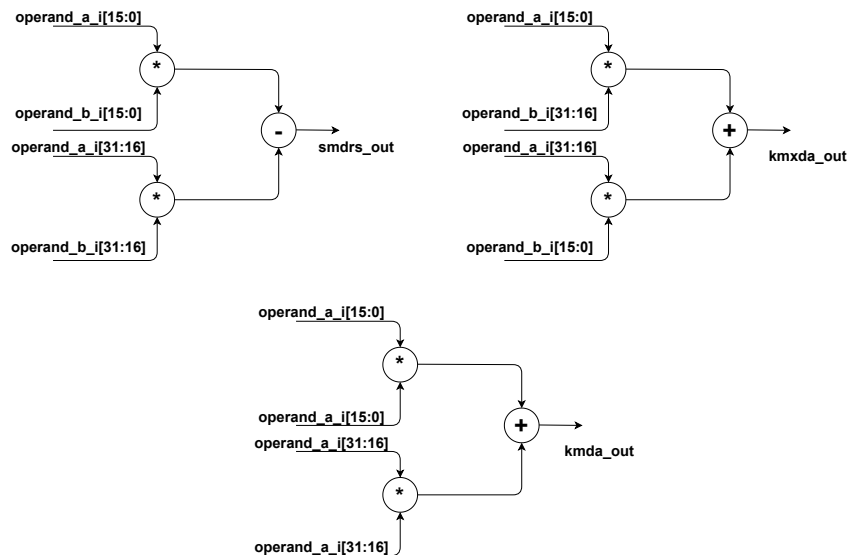 operand_a_i[15:0]
*
operand_b_i[15:0]
operand_a_i[31:16]
-
smdrs_out
*
operand_b_i[31:16]
operand_a_i[15:0]
*
operand_b_i[31:16]
operand_a_i[31:16]
+
kmxda_out
*
operand_b_i[15:0]
operand_a_i[15:0]
*
operand_a_i[15:0]
operand_a_i[31:16]
+
kmda_out
*
operand_a_i[31:16]